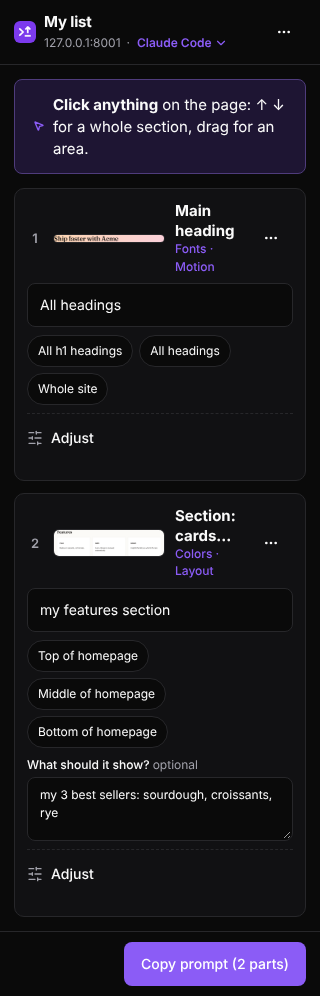 My list
127.0.0.1:8001 · Claude Code
Click anything on the page: ↑ ↓
for a whole section, drag for an
area.
1
Ship faster with Acme
Main
heading
Fonts ·
Motion
All headings
All h1 headings
All headings
Whole site
Adjust
2
Features
Section:
cards...
Colors ·
Layout
my features section
Top of homepage
Middle of homepage
Bottom of homepage
What should it show? optional
my 3 best sellers: sourdough, croissants,
rye
Adjust
Copy prompt (2 parts)